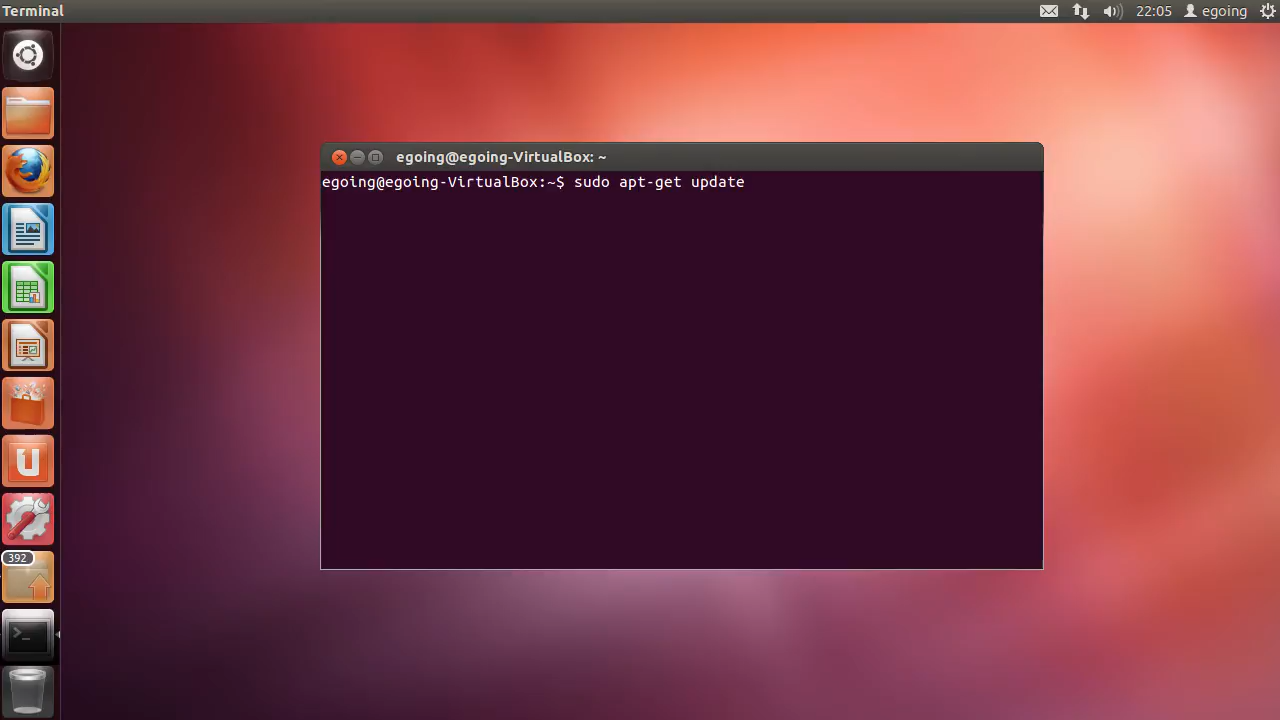 Terminal
22:05
egoing
egoing@egoing-VirtualBox: ~
egoing@egoing-VirtualBox:~$ sudo apt-get update
392
>_